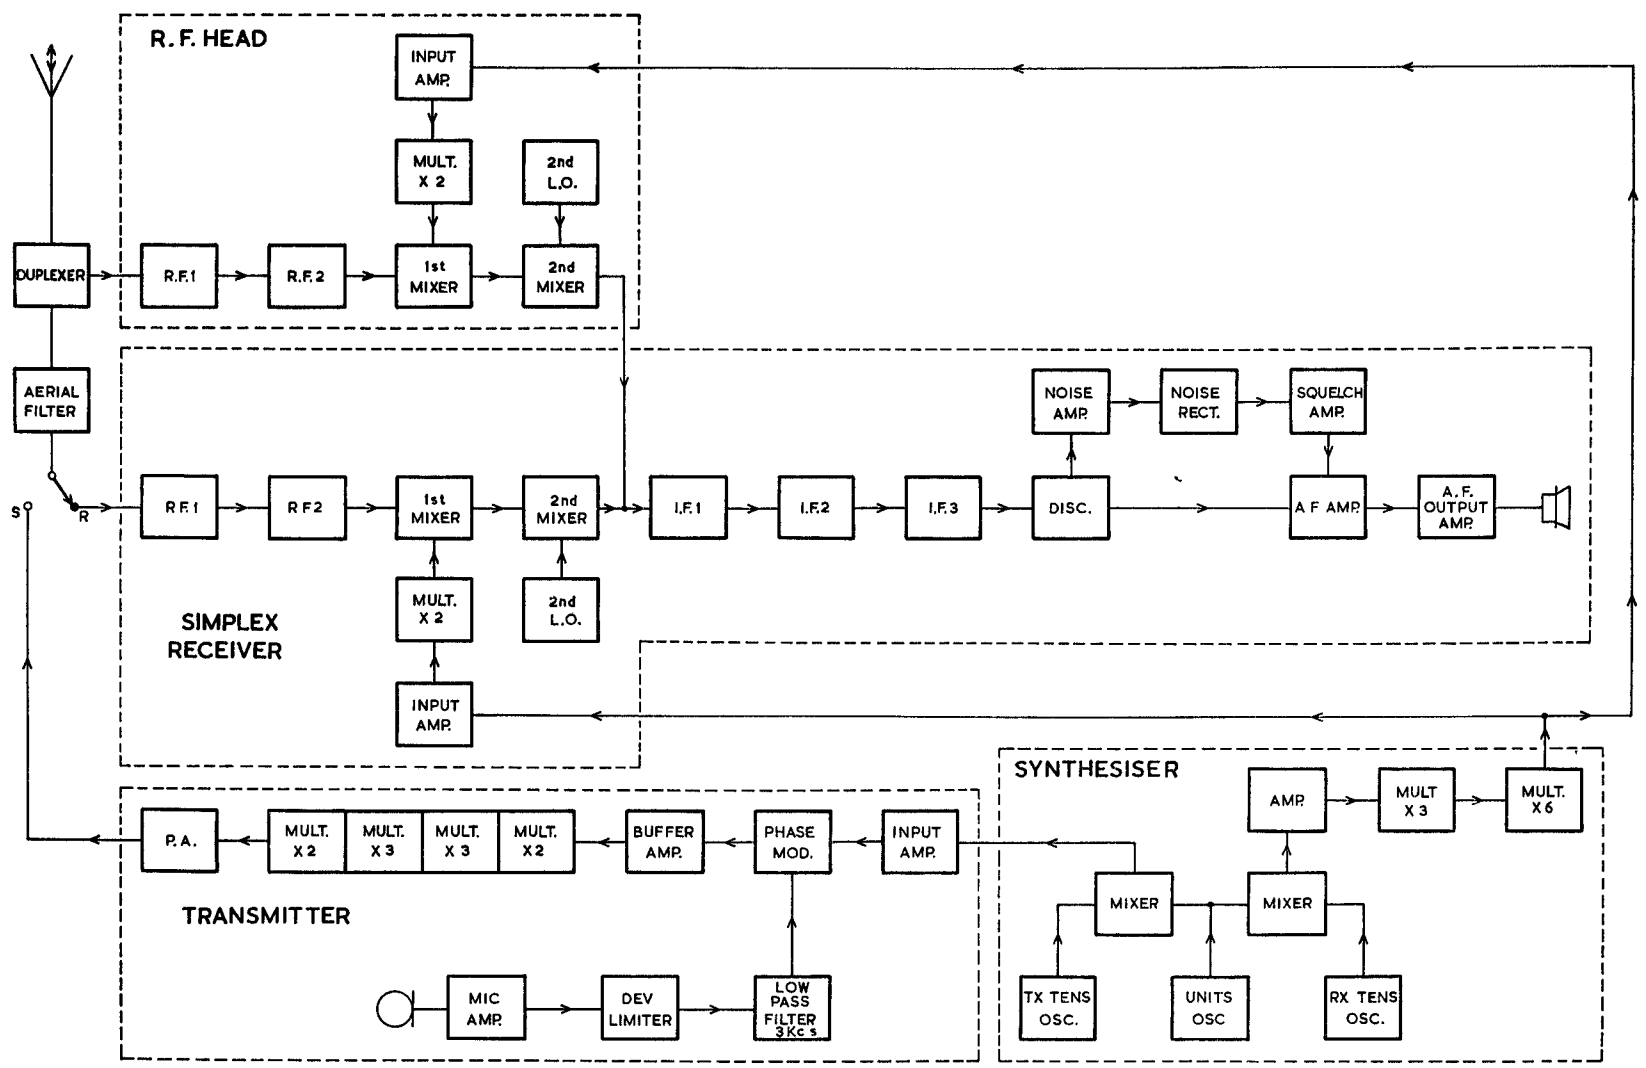 R.F. HEAD
INPUT
AMP.
MULT.
X 2
2nd
L.O.
DUPLEXER
R.F.1
R.F.2
1st
MIXER
2nd
MIXER
AERIAL
FILTER
NOISE
AMP.
NOISE
RECT.
SQUELCH
AMP.
S
R
R.F.1
R F 2
1st
MIXER
2nd
MIXER
I.F.1
I.F.2
I.F.3
DISC.
A F AMP.
A.F.
OUTPUT
AMP.
MULT.
X 2
2nd
L.O.
SIMPLEX
RECEIVER
INPUT
AMP.
SYNTHESISER
AMP.
MULT
X 3
MULT.
X 6
P.A.
MULT.
X 2
MULT.
X 3
MULT.
X 3
MULT.
X 2
BUFFER
AMP.
PHASE
MOD.
INPUT
AMP.
MIXER
MIXER
TRANSMITTER
MIC
AMP.
DEV
LIMITER
LOW
PASS
FILTER
3Kc s
TX TENS
OSC.
UNITS
OSC
RX TENS
OSC.